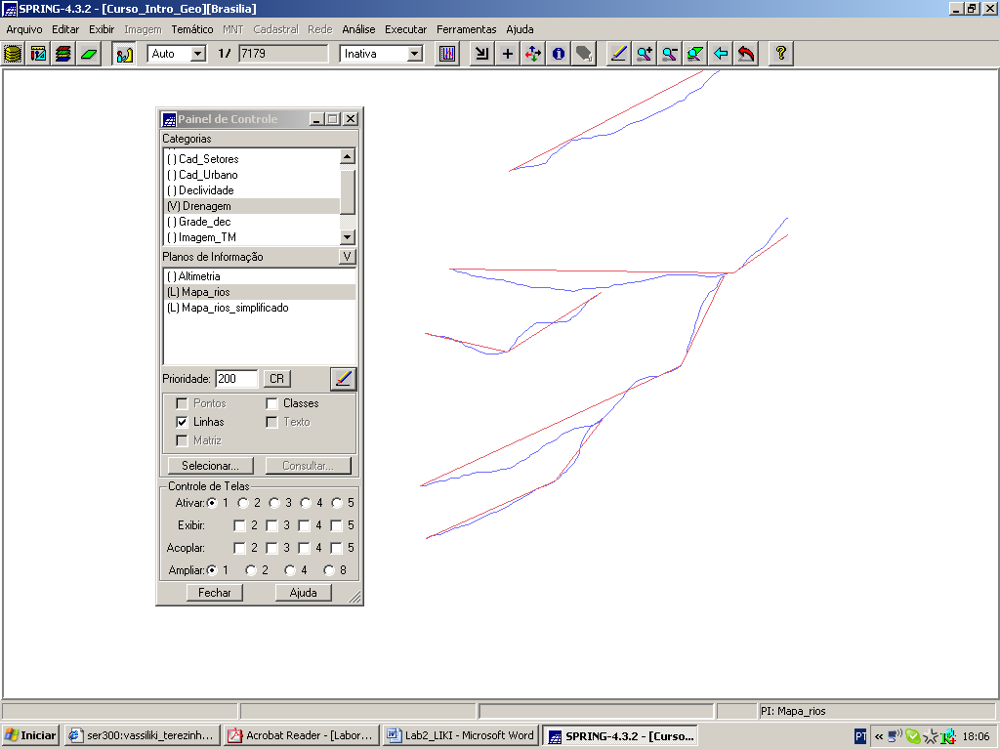 SPRING-4.3.2 - [Curso_Intro_Geo][Brasilia]
Arquivo Editar Exibir Imagem Temático MNT Cadastral Rede Análise Executar Ferramentas Ajuda
Auto 1/ 7179 Inativa
Painel de Controle
Categorias
( ) Cad_Setores
( ) Cad_Urbano
( ) Declividade
(V) Drenagem
( ) Grade_dec
( ) Imagem_TM
Planos de Informação V
( ) Altimetria
(L) Mapa_rios
(L) Mapa_rios_simplificado
Prioridade: 200 CR
Pontos Classes
Linhas Texto
Matriz
Selecionar... Consultar...
Controle de Telas
Ativar: 1 2 3 4 5
Exibir: 2 3 4 5
Acoplar: 2 3 4 5
Ampliar: 1 2 4 8
Fechar Ajuda
PI: Mapa_rios
Iniciar ser300:vassiliki_terezinh... Acrobat Reader - [Labor... Lab2_LIKI - Microsoft Word SPRING-4.3.2 - [Curso... PT « 18:06